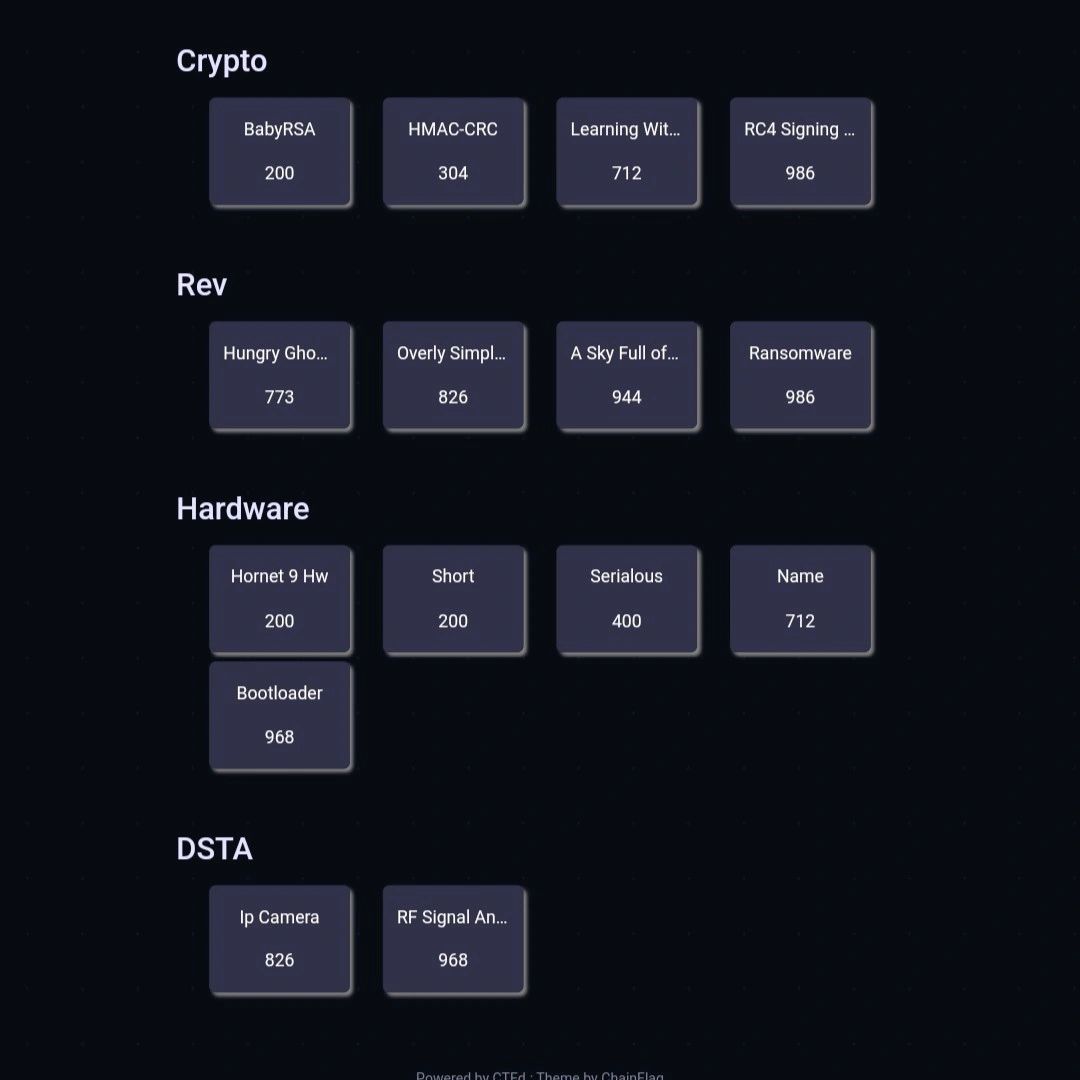 Crypto
BabyRSA
HMAC-CRC
Learning Wit...
RC4 Signing ...
200
304
712
986
Rev
Hungry Gho...
Overly Simpl...
A Sky Full of...
Ransomware
773
826
944
986
Hardware
Hornet 9 Hw
Short
Serialous
Name
200
200
400
712
Bootloader
968
DSTA
Ip Camera
RF Signal An...
826
968
Powered by CTFd : Theme by ChainFlag